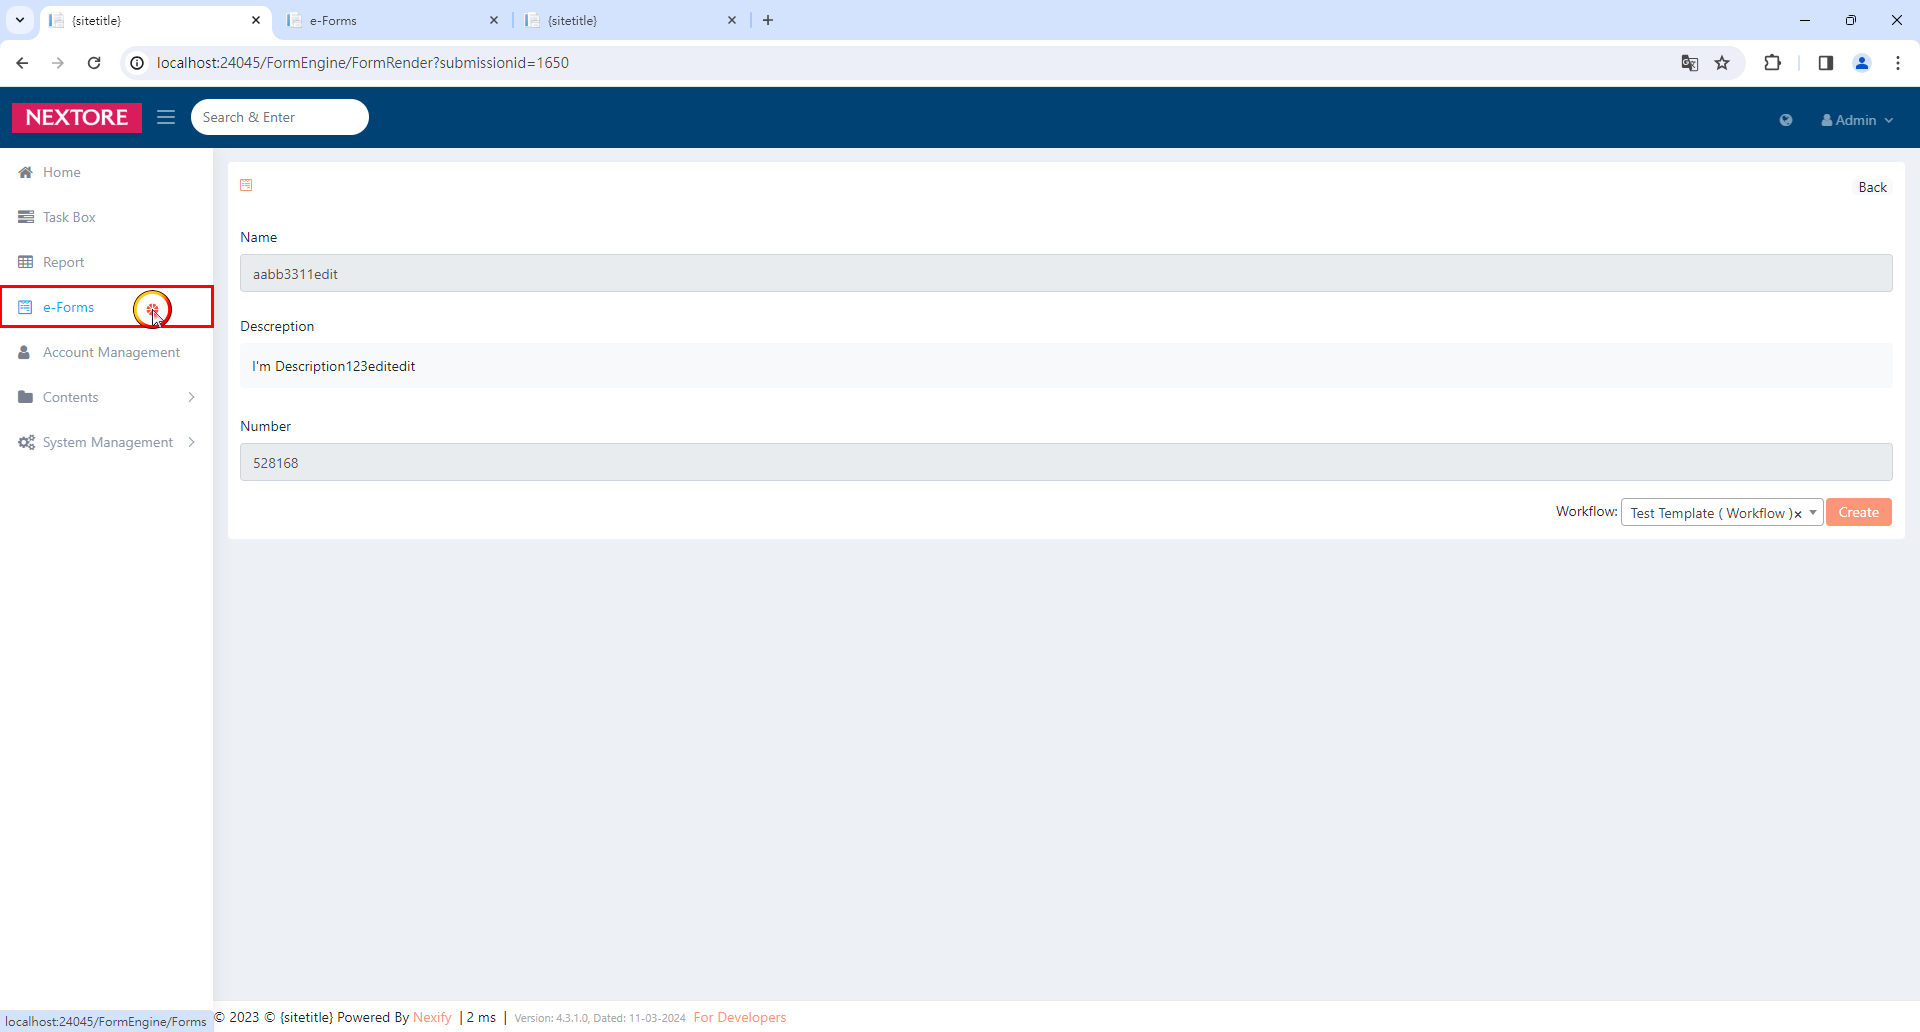 {sitetitle}
e-Forms
{sitetitle}
localhost:24045/FormEngine/FormRender?submissionid=1650
NEXTORE
Search & Enter
Admin
Home
Task Box
Report
e-Forms
Account Management
Contents
System Management
Back
Name
aabb3311edit
Descreption
I'm Description123editedit
Number
528168
Workflow: Test Template ( Workflow )× Create
localhost:24045/FormEngine/Forms
© 2023 © {sitetitle} Powered By Nexify | 2 ms | Version: 4.3.1.0, Dated: 11-03-2024 For Developers